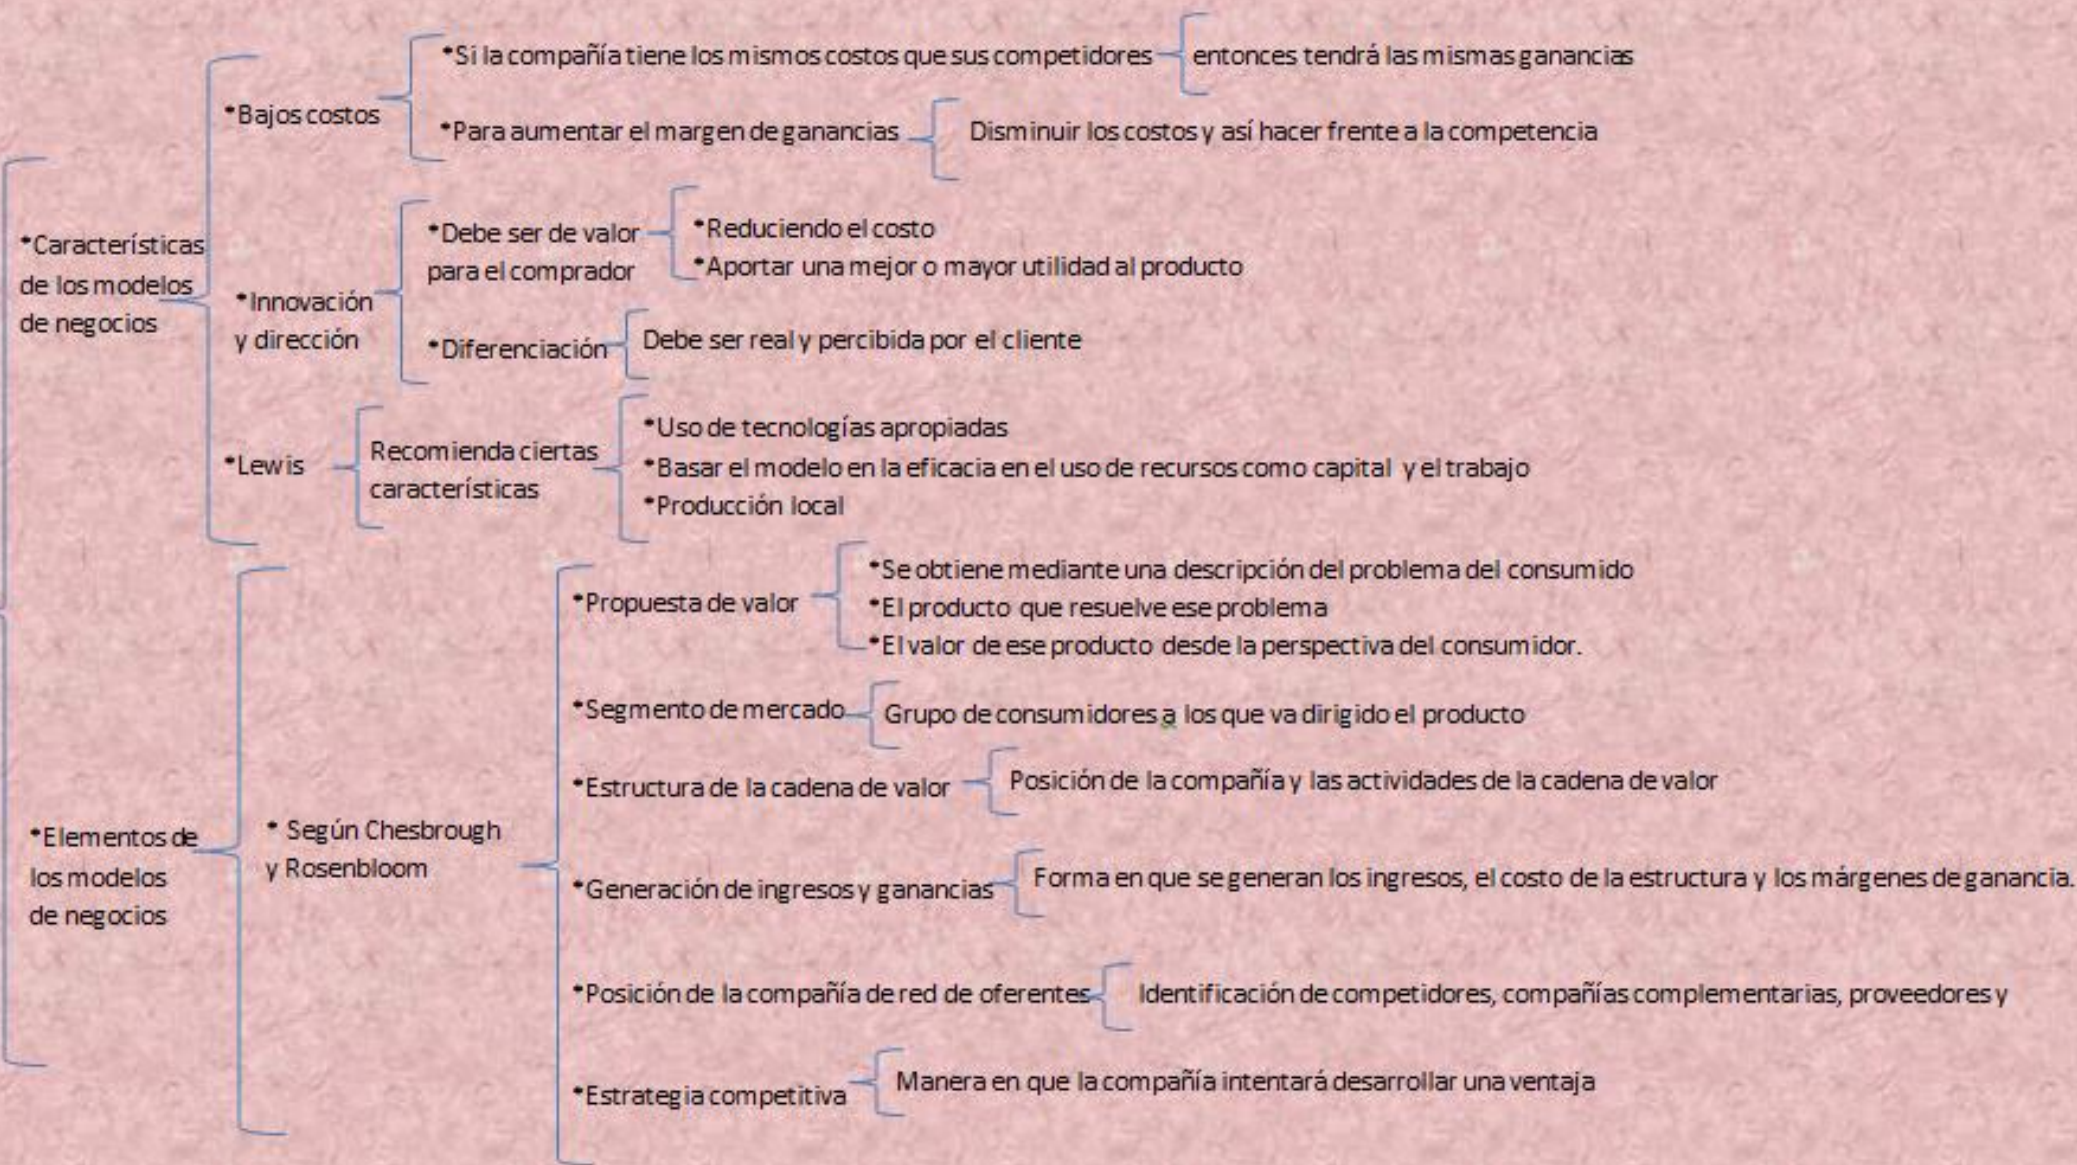 *Características
de los modelos
de negocios
*Bajos costos
*Si la compañía tiene los mismos costos que sus competidores
entonces tendrá las mismas ganancias
*Para aumentar el margen de ganancias
Disminuir los costos y así hacer frente a la competencia
*Innovación
y dirección
*Debe ser de valor
para el comprador
*Reduciendo el costo
*Aportar una mejor o mayor utilidad al producto
*Diferenciación
Debe ser real y percibida por el cliente
*Lewis
Recomienda ciertas
características
*Uso de tecnologías apropiadas
*Basar el modelo en la eficacia en el uso de recursos como capital y el trabajo
*Producción local
*Elementos de
los modelos
de negocios
* Según Chesbrough
y Rosenbloom
*Propuesta de valor
*Se obtiene mediante una descripción del problema del consumido
*El producto que resuelve ese problema
*El valor de ese producto desde la perspectiva del consumidor.
*Segmento de mercado
Grupo de consumidores a los que va dirigido el producto
*Estructura de la cadena de valor
Posición de la compañía y las actividades de la cadena de valor
*Generación de ingresos y ganancias
Forma en que se generan los ingresos, el costo de la estructura y los márgenes de ganancia.
*Posición de la compañía de red de oferentes
Identificación de competidores, compañías complementarias, proveedores y
*Estrategia competitiva
Manera en que la compañía intentará desarrollar una ventaja